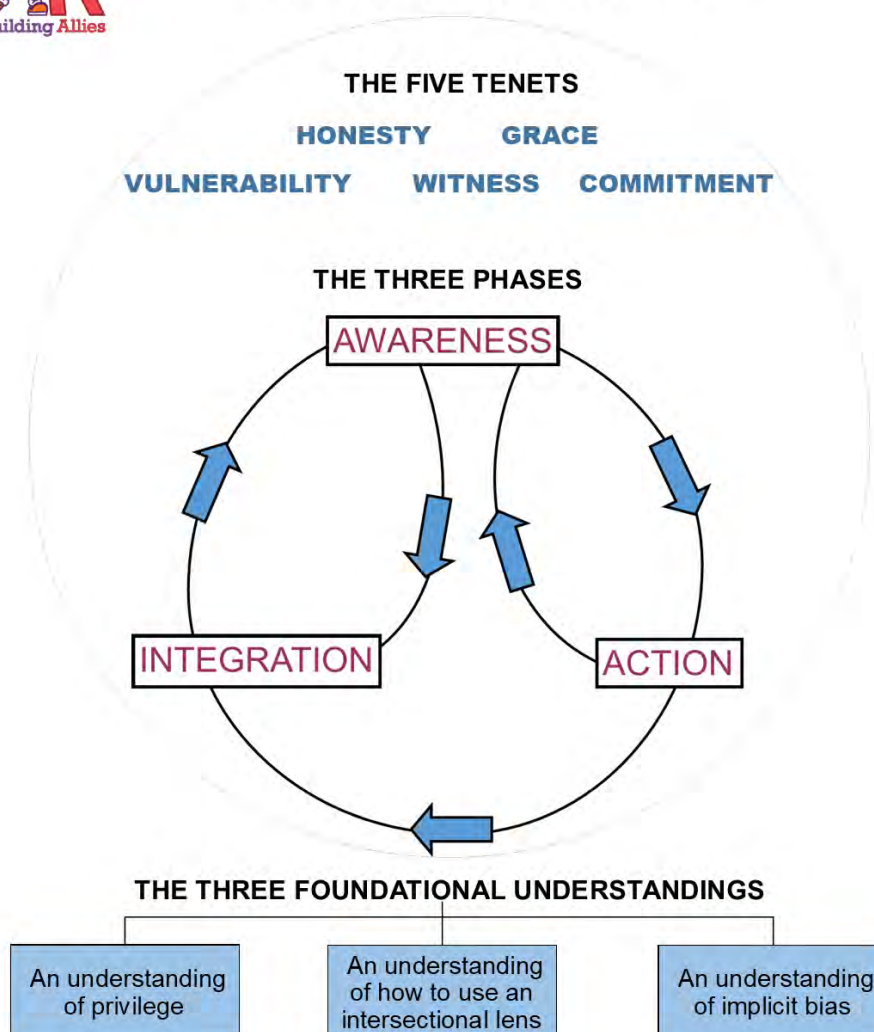 Building Allies
THE FIVE TENETS
HONESTY GRACE
VULNERABILITY WITNESS COMMITMENT
THE THREE PHASES
AWARENESS
INTEGRATION
ACTION
THE THREE FOUNDATIONAL UNDERSTANDINGS
An understanding
of privilege
An understanding
of how to use an
intersectional lens
An understanding
of implicit bias